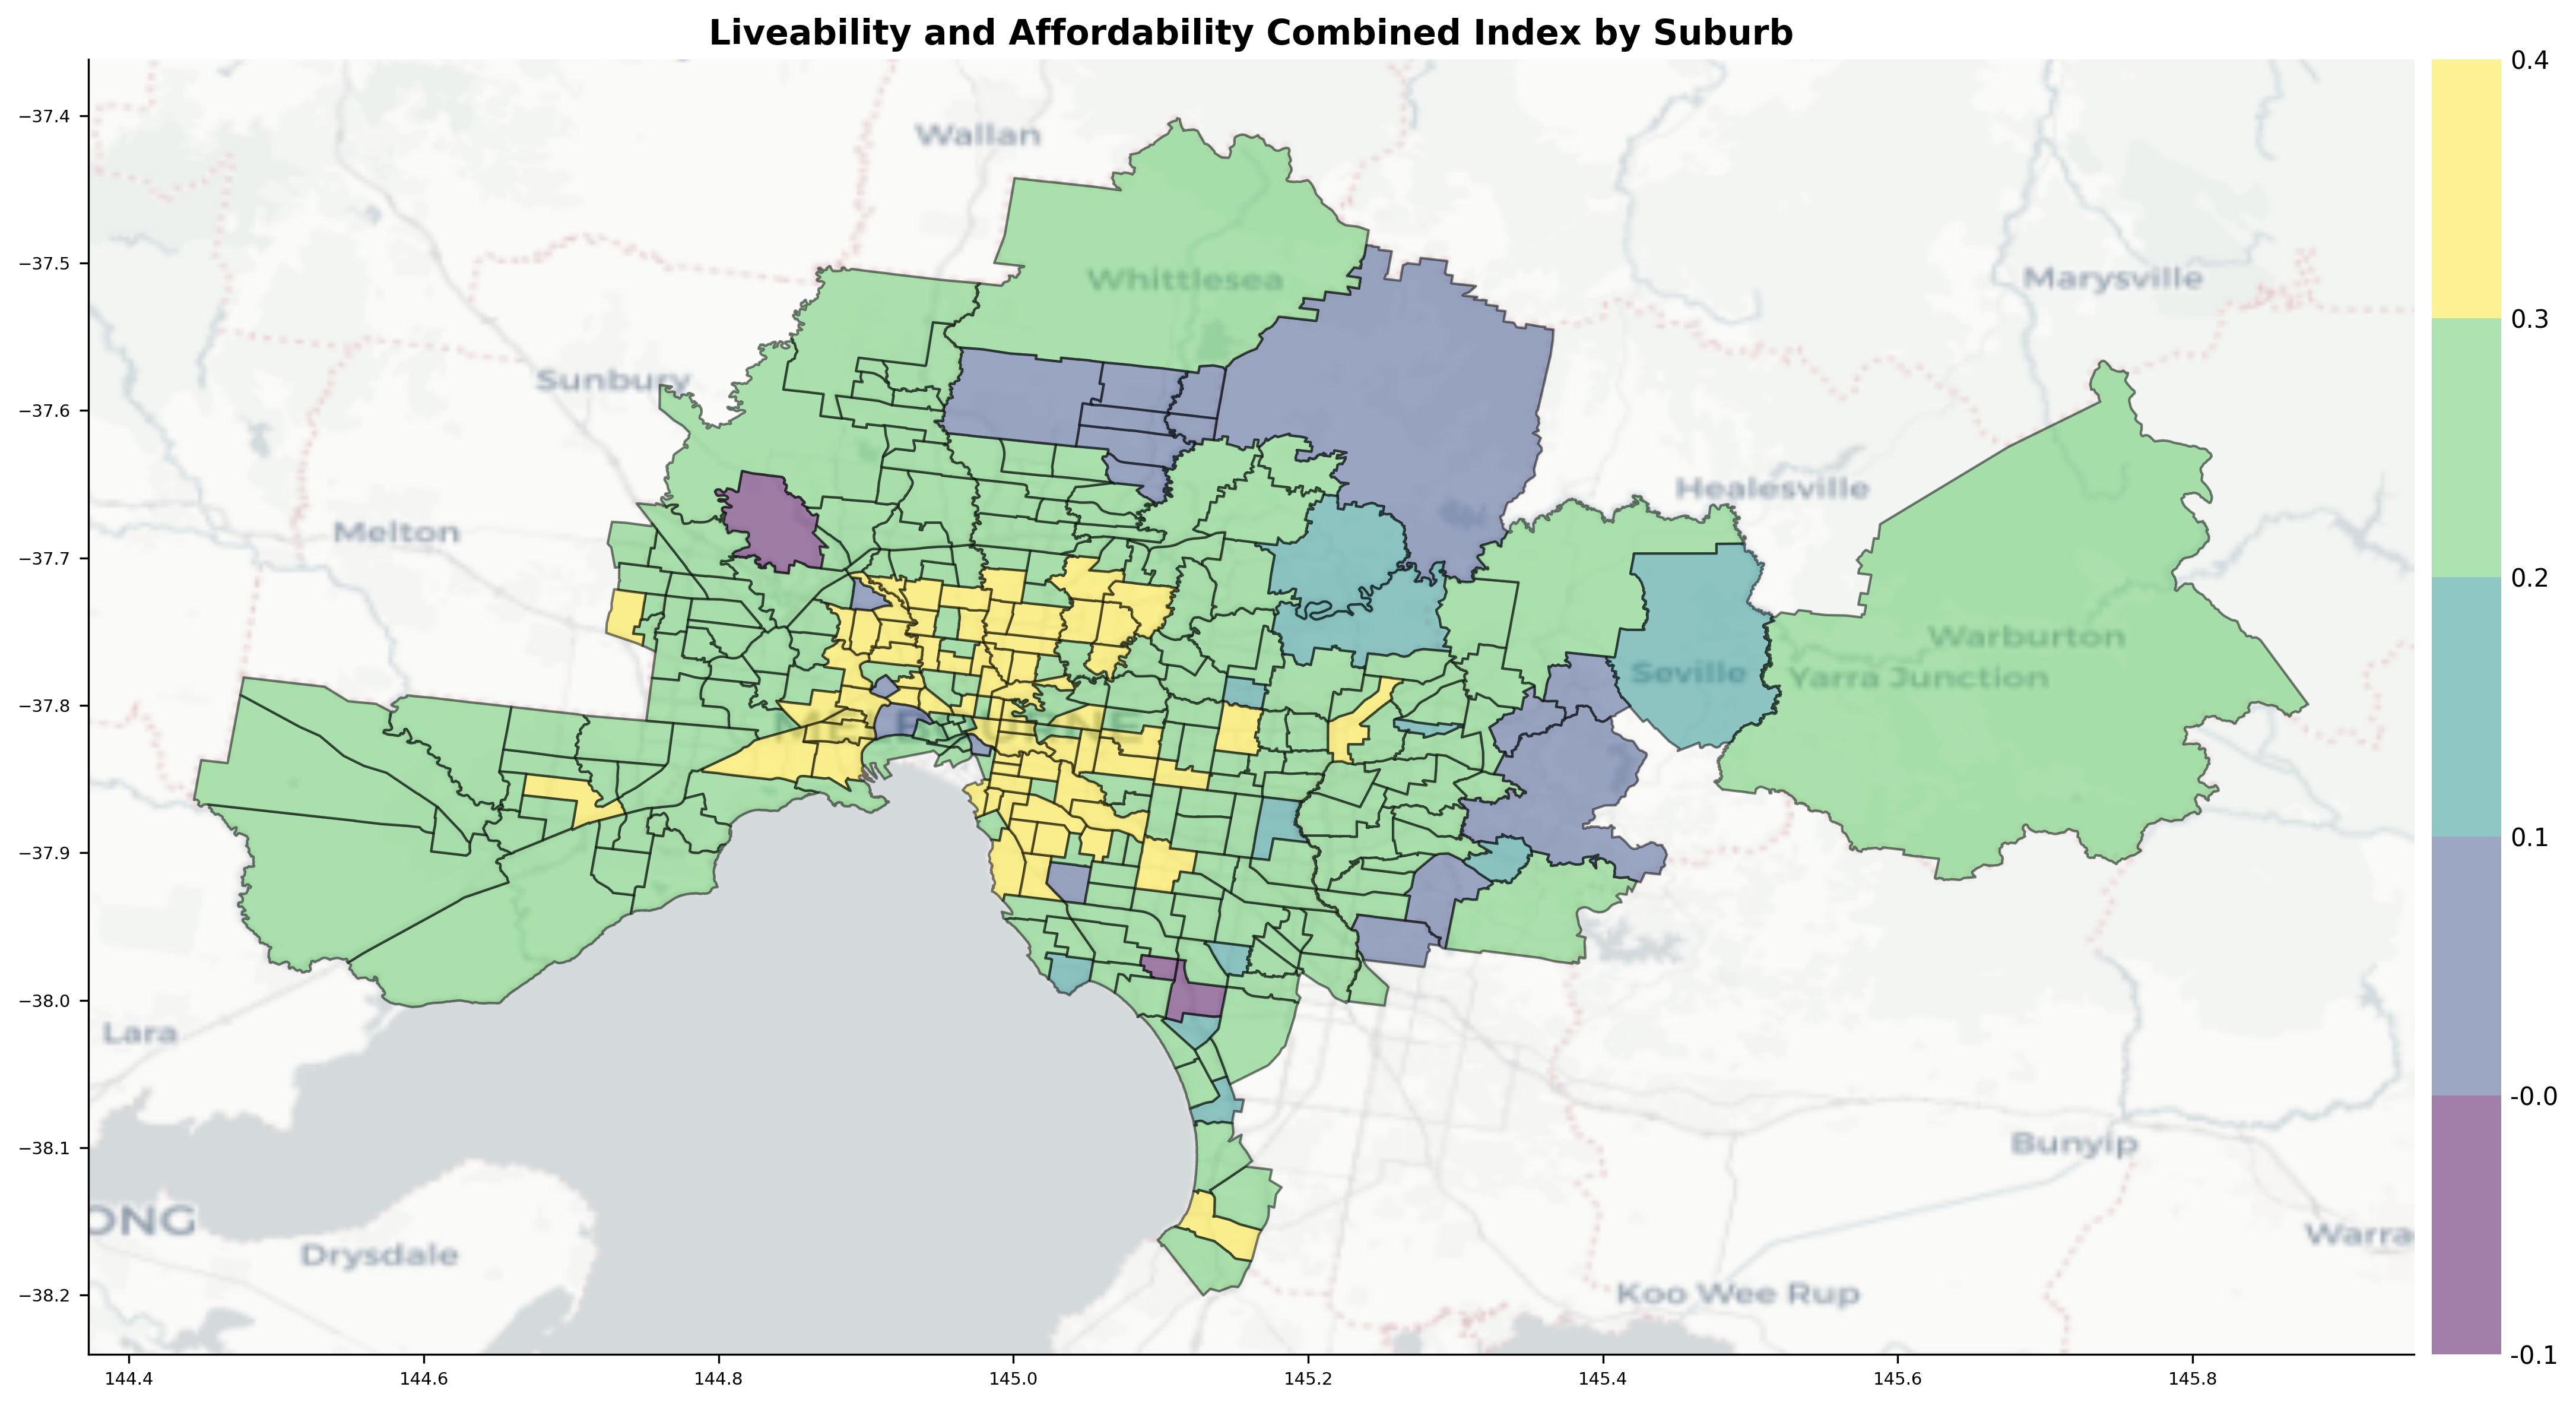 Liveability and Affordability Combined Index by Suburb
0.4
−37.4
Wallan
−37.5
Whittlesea
Marysville
0.3
Sunbury
−37.6
Healesville
Melton
−37.7
0.2
Warburton
Seville
Yarra Junction
−37.8
MELBOURNE
0.1
−37.9
−38.0
Lara
-0.0
−38.1
Bunyip
ONG
Warra
Drysdale
−38.2
Koo Wee Rup
-0.1
144.4
144.6
144.8
145.0
145.2
145.4
145.6
145.8